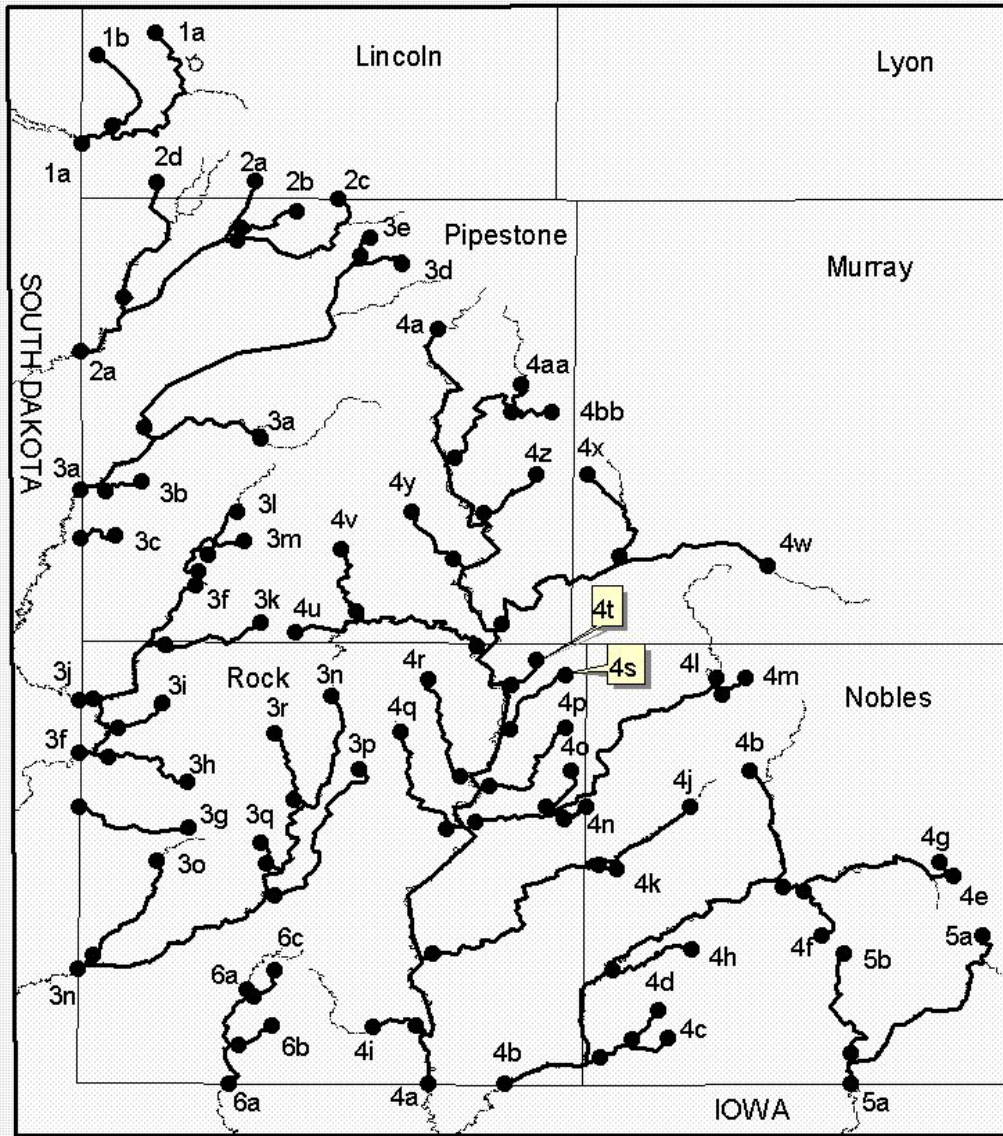 1b
1a
Lincoln
Lyon
1a
2d
2a
2b
2c
3e
Pipestone
3d
Murray
SOUTH DAKOTA
2a
4a
4aa
4bb
3a
3a
3b
4z
4x
4y
3l
3c
3m
4v
4w
3f
3k
4u
4t
4s
3j
Rock
3n
4r
4l
4m
3i
Nobles
3r
4q
4p
3f
3p
4o
4b
3h
4j
3g
3q
4n
3o
4k
4g
4e
6c
4f
5a
3n
6a
4h
5b
4d
6b
4i
4c
4b
6a
4a
IOWA
5a